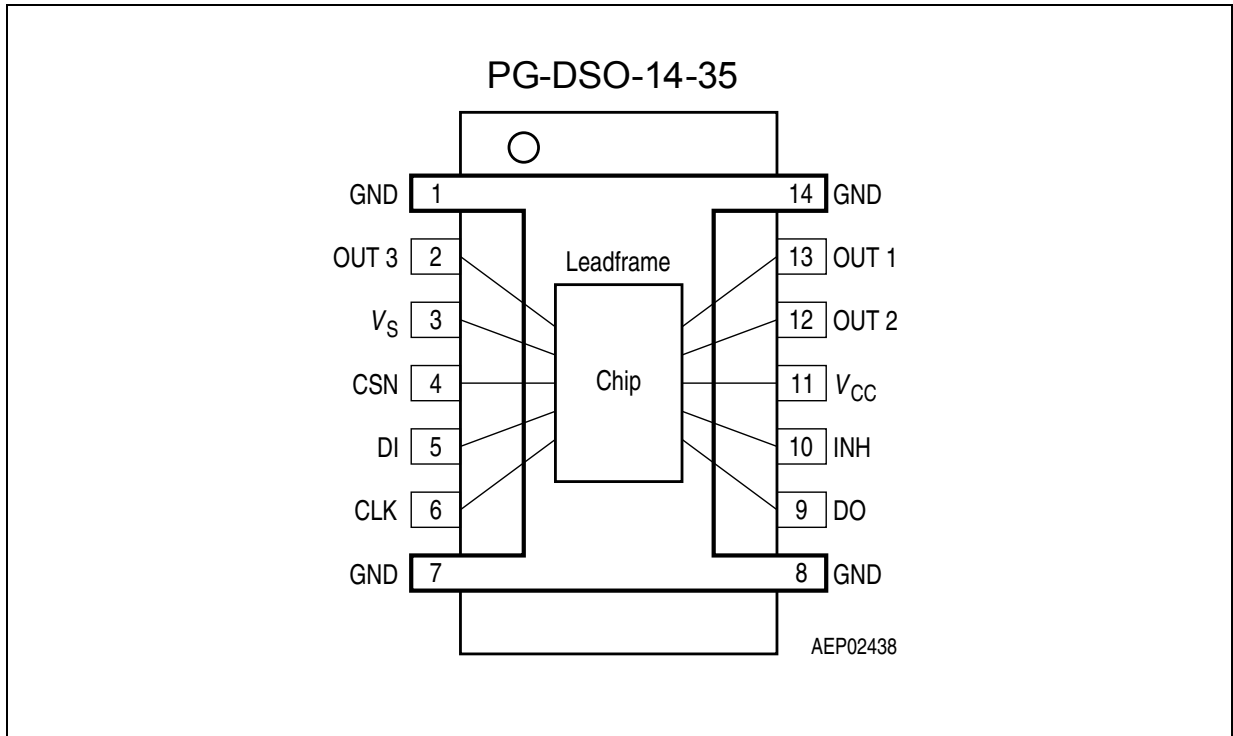 PG-DSO-14-35
GND 1 14 GND
OUT 3 2 Leadframe 13 OUT 1
VS 3 12 OUT 2
CSN 4 Chip 11 VCC
DI 5 10 INH
CLK 6 9 DO
GND 7 8 GND
AEP02438